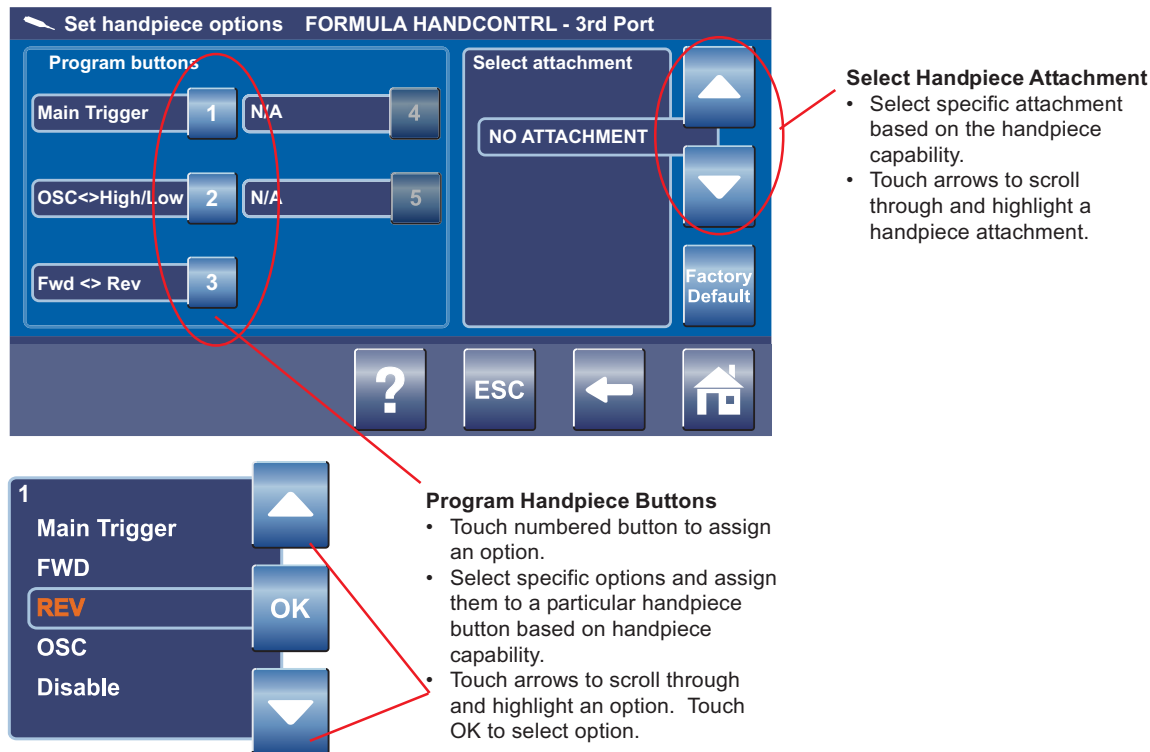 Set handpiece options FORMULA HANDCONTRL - 3rd Port
Program buttons
Main Trigger 1 N/A 4
OSC<>High/Low 2 N/A 5
Fwd <> Rev 3
Select attachment
NO ATTACHMENT
Factory
Default
? ESC
Select Handpiece Attachment
• Select specific attachment
based on the handpiece
capability.
• Touch arrows to scroll
through and highlight a
handpiece attachment.
1
Main Trigger
FWD
REV
OSC
Disable
OK
Program Handpiece Buttons
• Touch numbered button to assign
an option.
• Select specific options and assign
them to a particular handpiece
button based on handpiece
capability.
• Touch arrows to scroll through
and highlight an option. Touch
OK to select option.